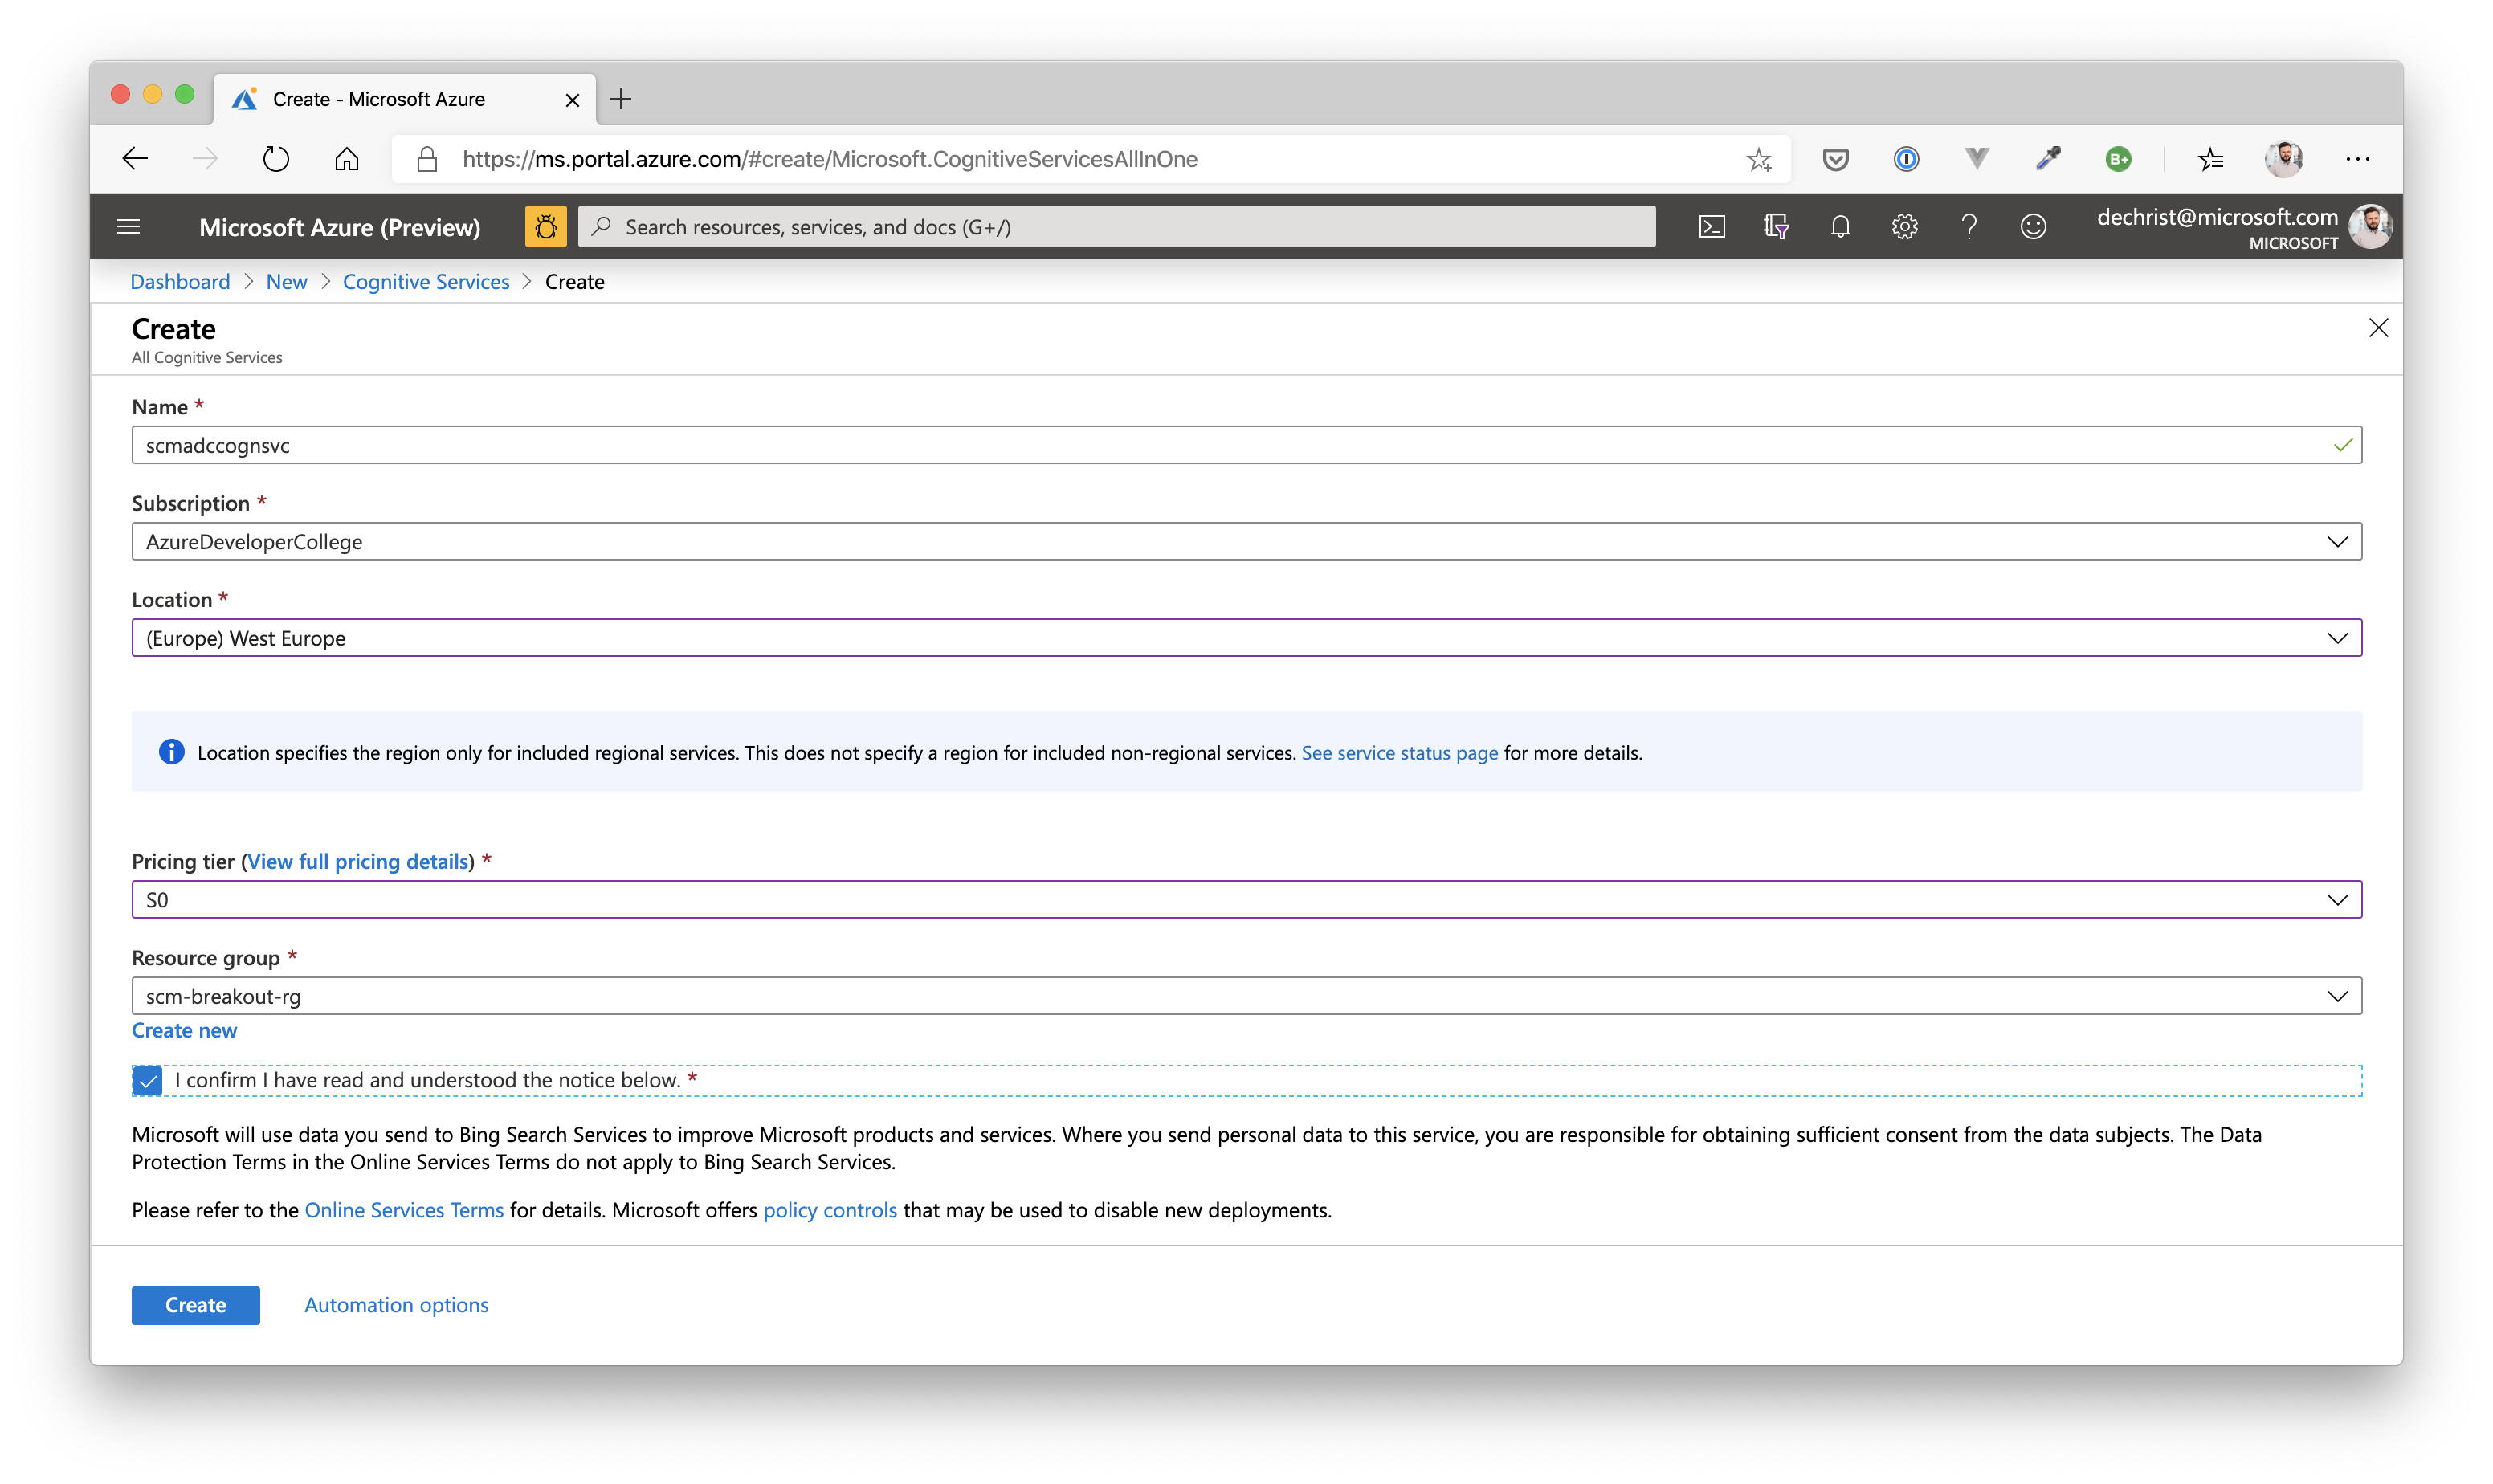 Create - Microsoft Azure
https://ms.portal.azure.com/#create/Microsoft.CognitiveServicesAllInOne
B+
Microsoft Azure (Preview)
Search resources, services, and docs (G+/)
dechrist@microsoft.com
MICROSOFT
Dashboard > New > Cognitive Services > Create
Create
All Cognitive Services
Name *
scmadccognsvc
Subscription *
AzureDeveloperCollege
Location *
(Europe) West Europe
Location specifies the region only for included regional services. This does not specify a region for included non-regional services. See service status page for more details.
Pricing tier (View full pricing details) *
S0
Resource group *
scm-breakout-rg
Create new
I confirm I have read and understood the notice below. *
Microsoft will use data you send to Bing Search Services to improve Microsoft products and services. Where you send personal data to this service, you are responsible for obtaining sufficient consent from the data subjects. The Data
Protection Terms in the Online Services Terms do not apply to Bing Search Services.
Please refer to the Online Services Terms for details. Microsoft offers policy controls that may be used to disable new deployments.
Create
Automation options